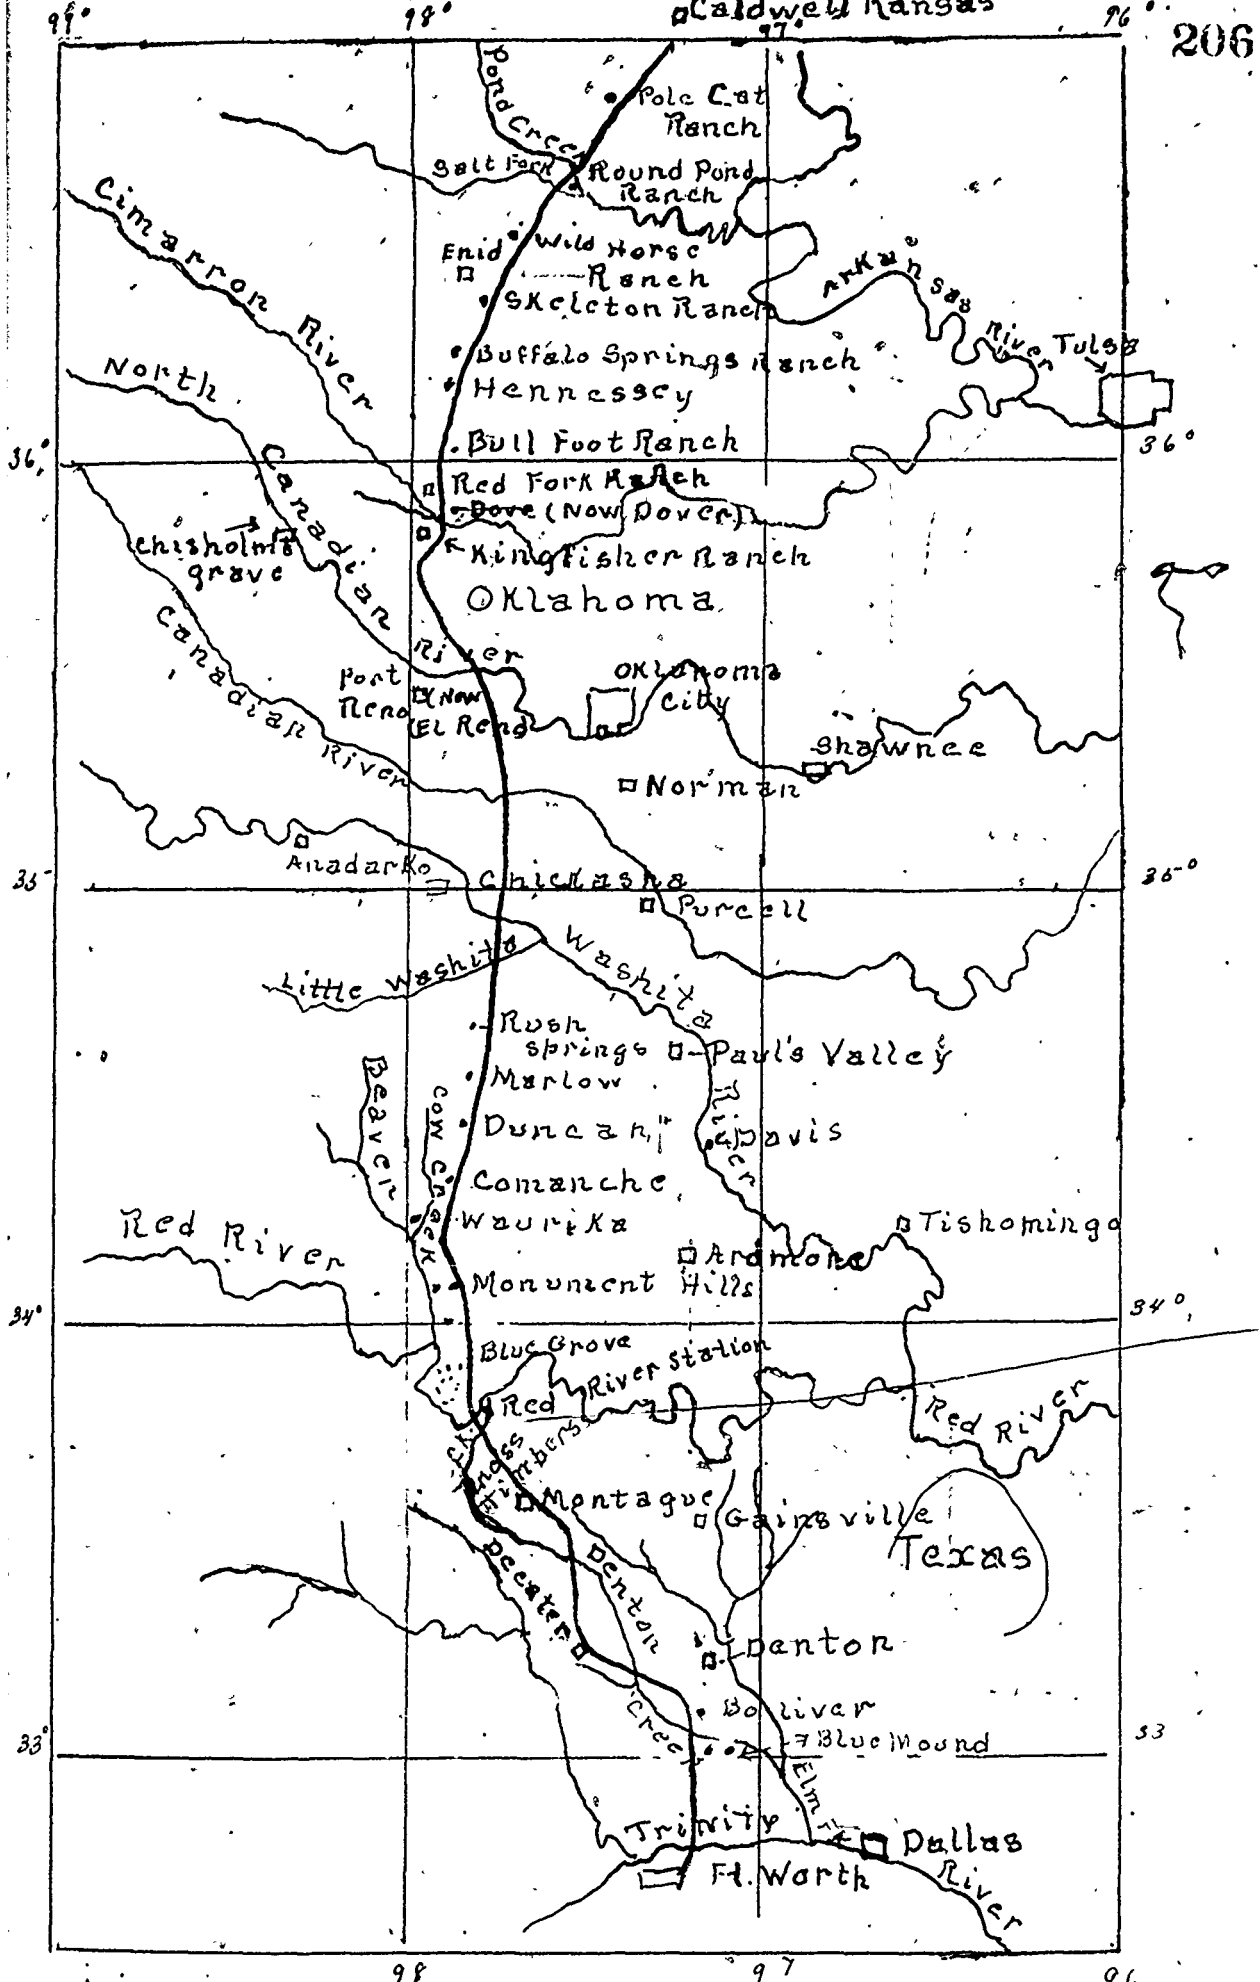 Caldwell Kansas
99°
98°
97°
96°
206
Pond Creek
Pole Cat
Ranch
Salt Fork
Round Pond
Ranch
Cimarron River
Enid
Wild Horse
Ranch
Skeleton Ranch
Arkansas River
Tulsa
Buffalo Springs Ranch
Hennessey
North Canadian River
Bull Foot Ranch
36°
36°
Red Fork Ranch
Dove (Now Dover)
Chisholm's
grave
Kingfisher Ranch
Oklahoma
Canadian River
Fort
Reno
(Now
El Reno)
Oklahoma
City
Shawnee
Norman
Anadarko
Chickasha
35
35°
Purcell
Little Washita
Washita River
Rush
Springs
Paul's Valley
Marlow
Beaver
Cow Creek
Duncan
Davis
Comanche
Waurika
Red River
Tishomingo
Ardmore
Monument Hills
34°
34°
Blue Grove
Red River Station
Red River
Cross
Timbers
Montague
Gainsville
Texas
Decater
Denton
Creek
Denton
Boliver
33°
33
Blue Mound
Elm
Trinity
River
Dallas
Ft. Worth
98
97
96